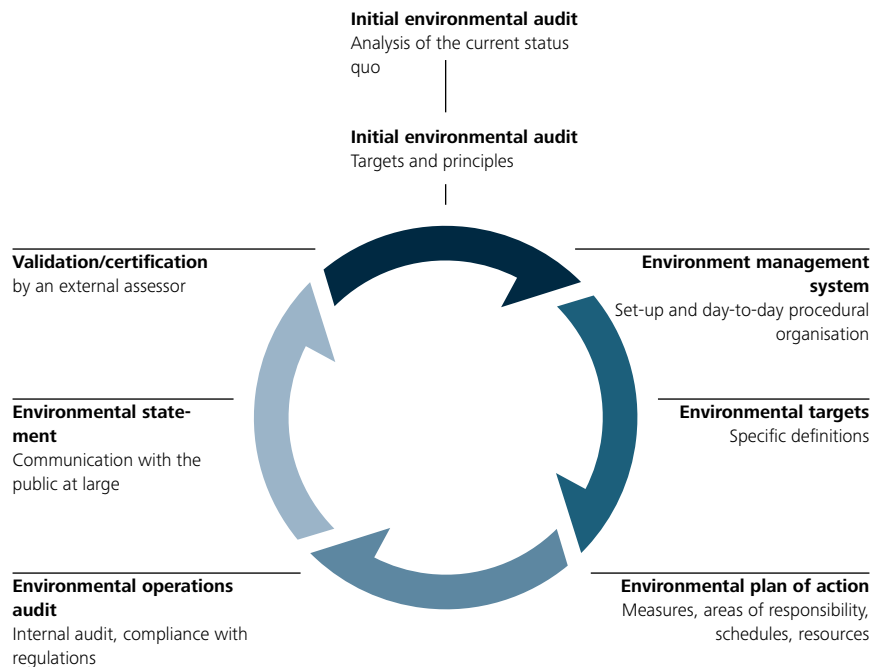 Initial environmental audit
Analysis of the current status
quo
Initial environmental audit
Targets and principles
Environment management
system
Set-up and day-to-day procedural
organisation
Environmental targets
Specific definitions
Environmental plan of action
Measures, areas of responsibility,
schedules, resources
Environmental operations
audit
Internal audit, compliance with
regulations
Environmental state-
ment
Communication with the
public at large
Validation/certification
by an external assessor